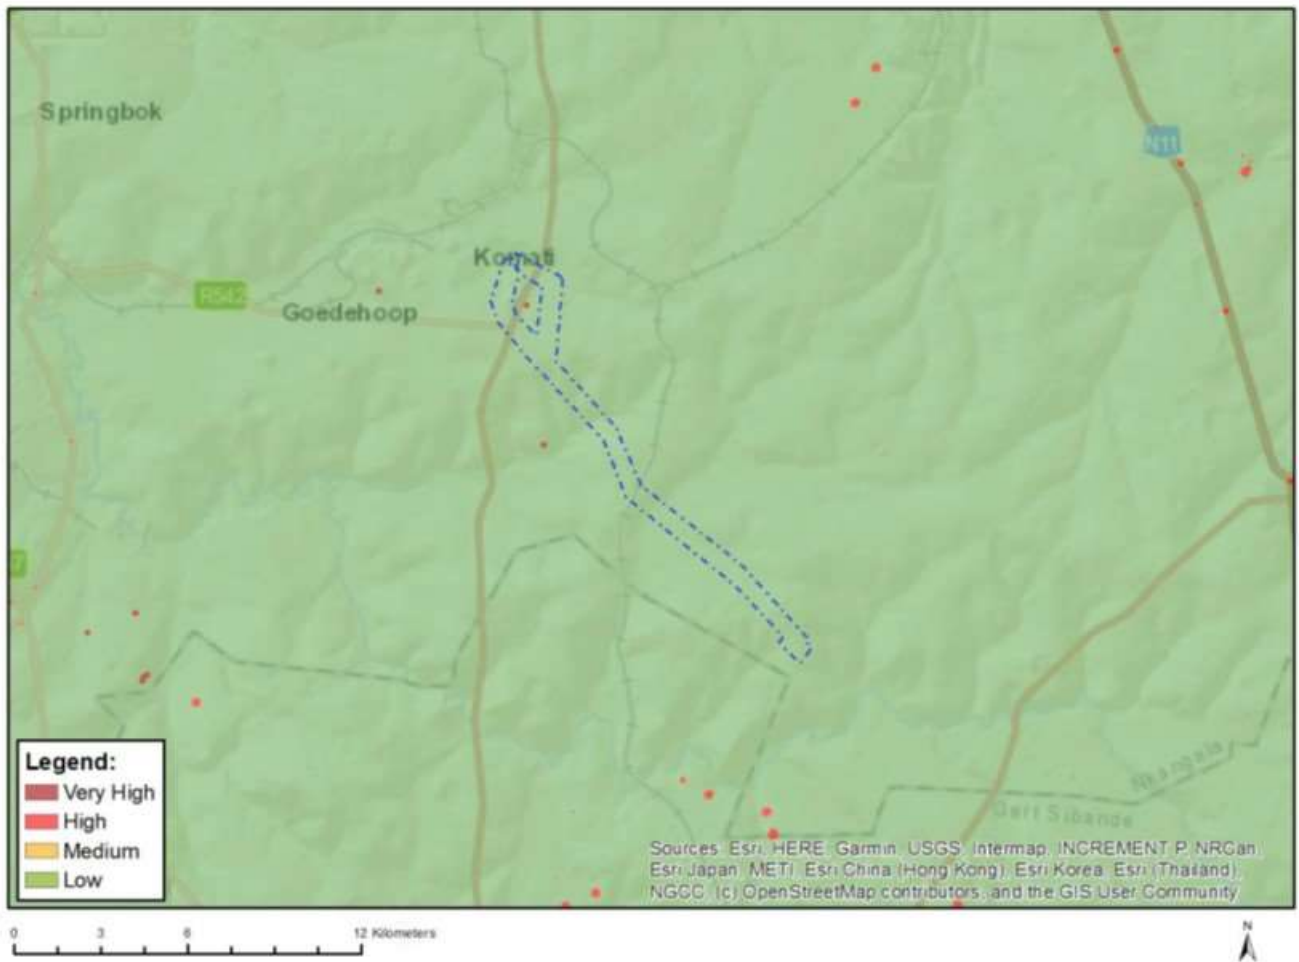 Springbok
N11
Komati
R542
Goedehoop
7
Nkangala
Gert Sibande
Legend:
Very High
High
Medium
Low
Sources: Esri, HERE, Garmin, USGS, Intermap, INCREMENT P, NRCan,
Esri Japan, METI, Esri China (Hong Kong), Esri Korea, Esri (Thailand),
NGCC, (c) OpenStreetMap contributors, and the GIS User Community
0 3 6 12 Kilometers
N